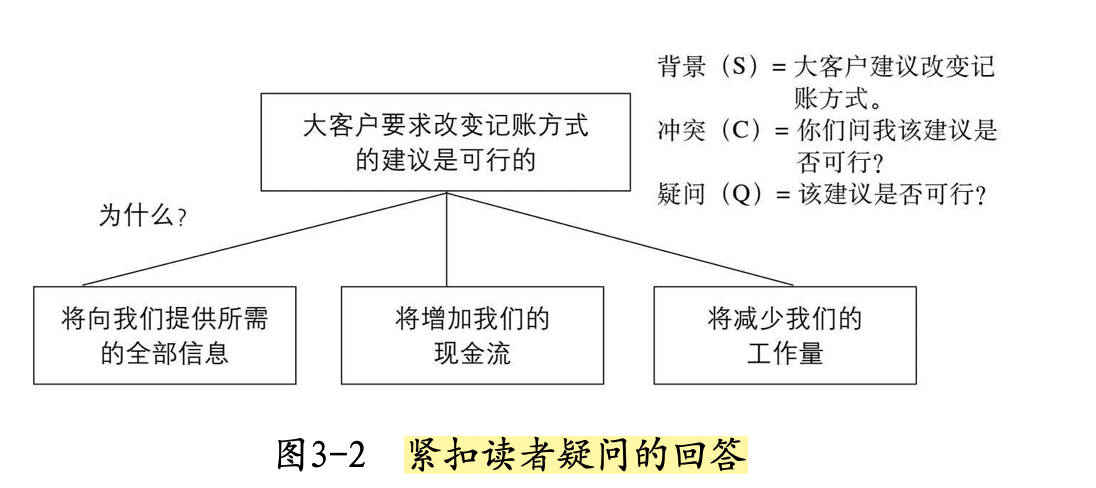 背景（S）= 大客户建议改变记
账方式。
冲突（C）= 你们问我该建议是
否可行？
疑问（Q）= 该建议是否可行？
大客户要求改变记账方式
的建议是可行的
为什么？
将向我们提供所需
的全部信息
将增加我们的
现金流
将减少我们的
工作量
图3-2 紧扣读者疑问的回答